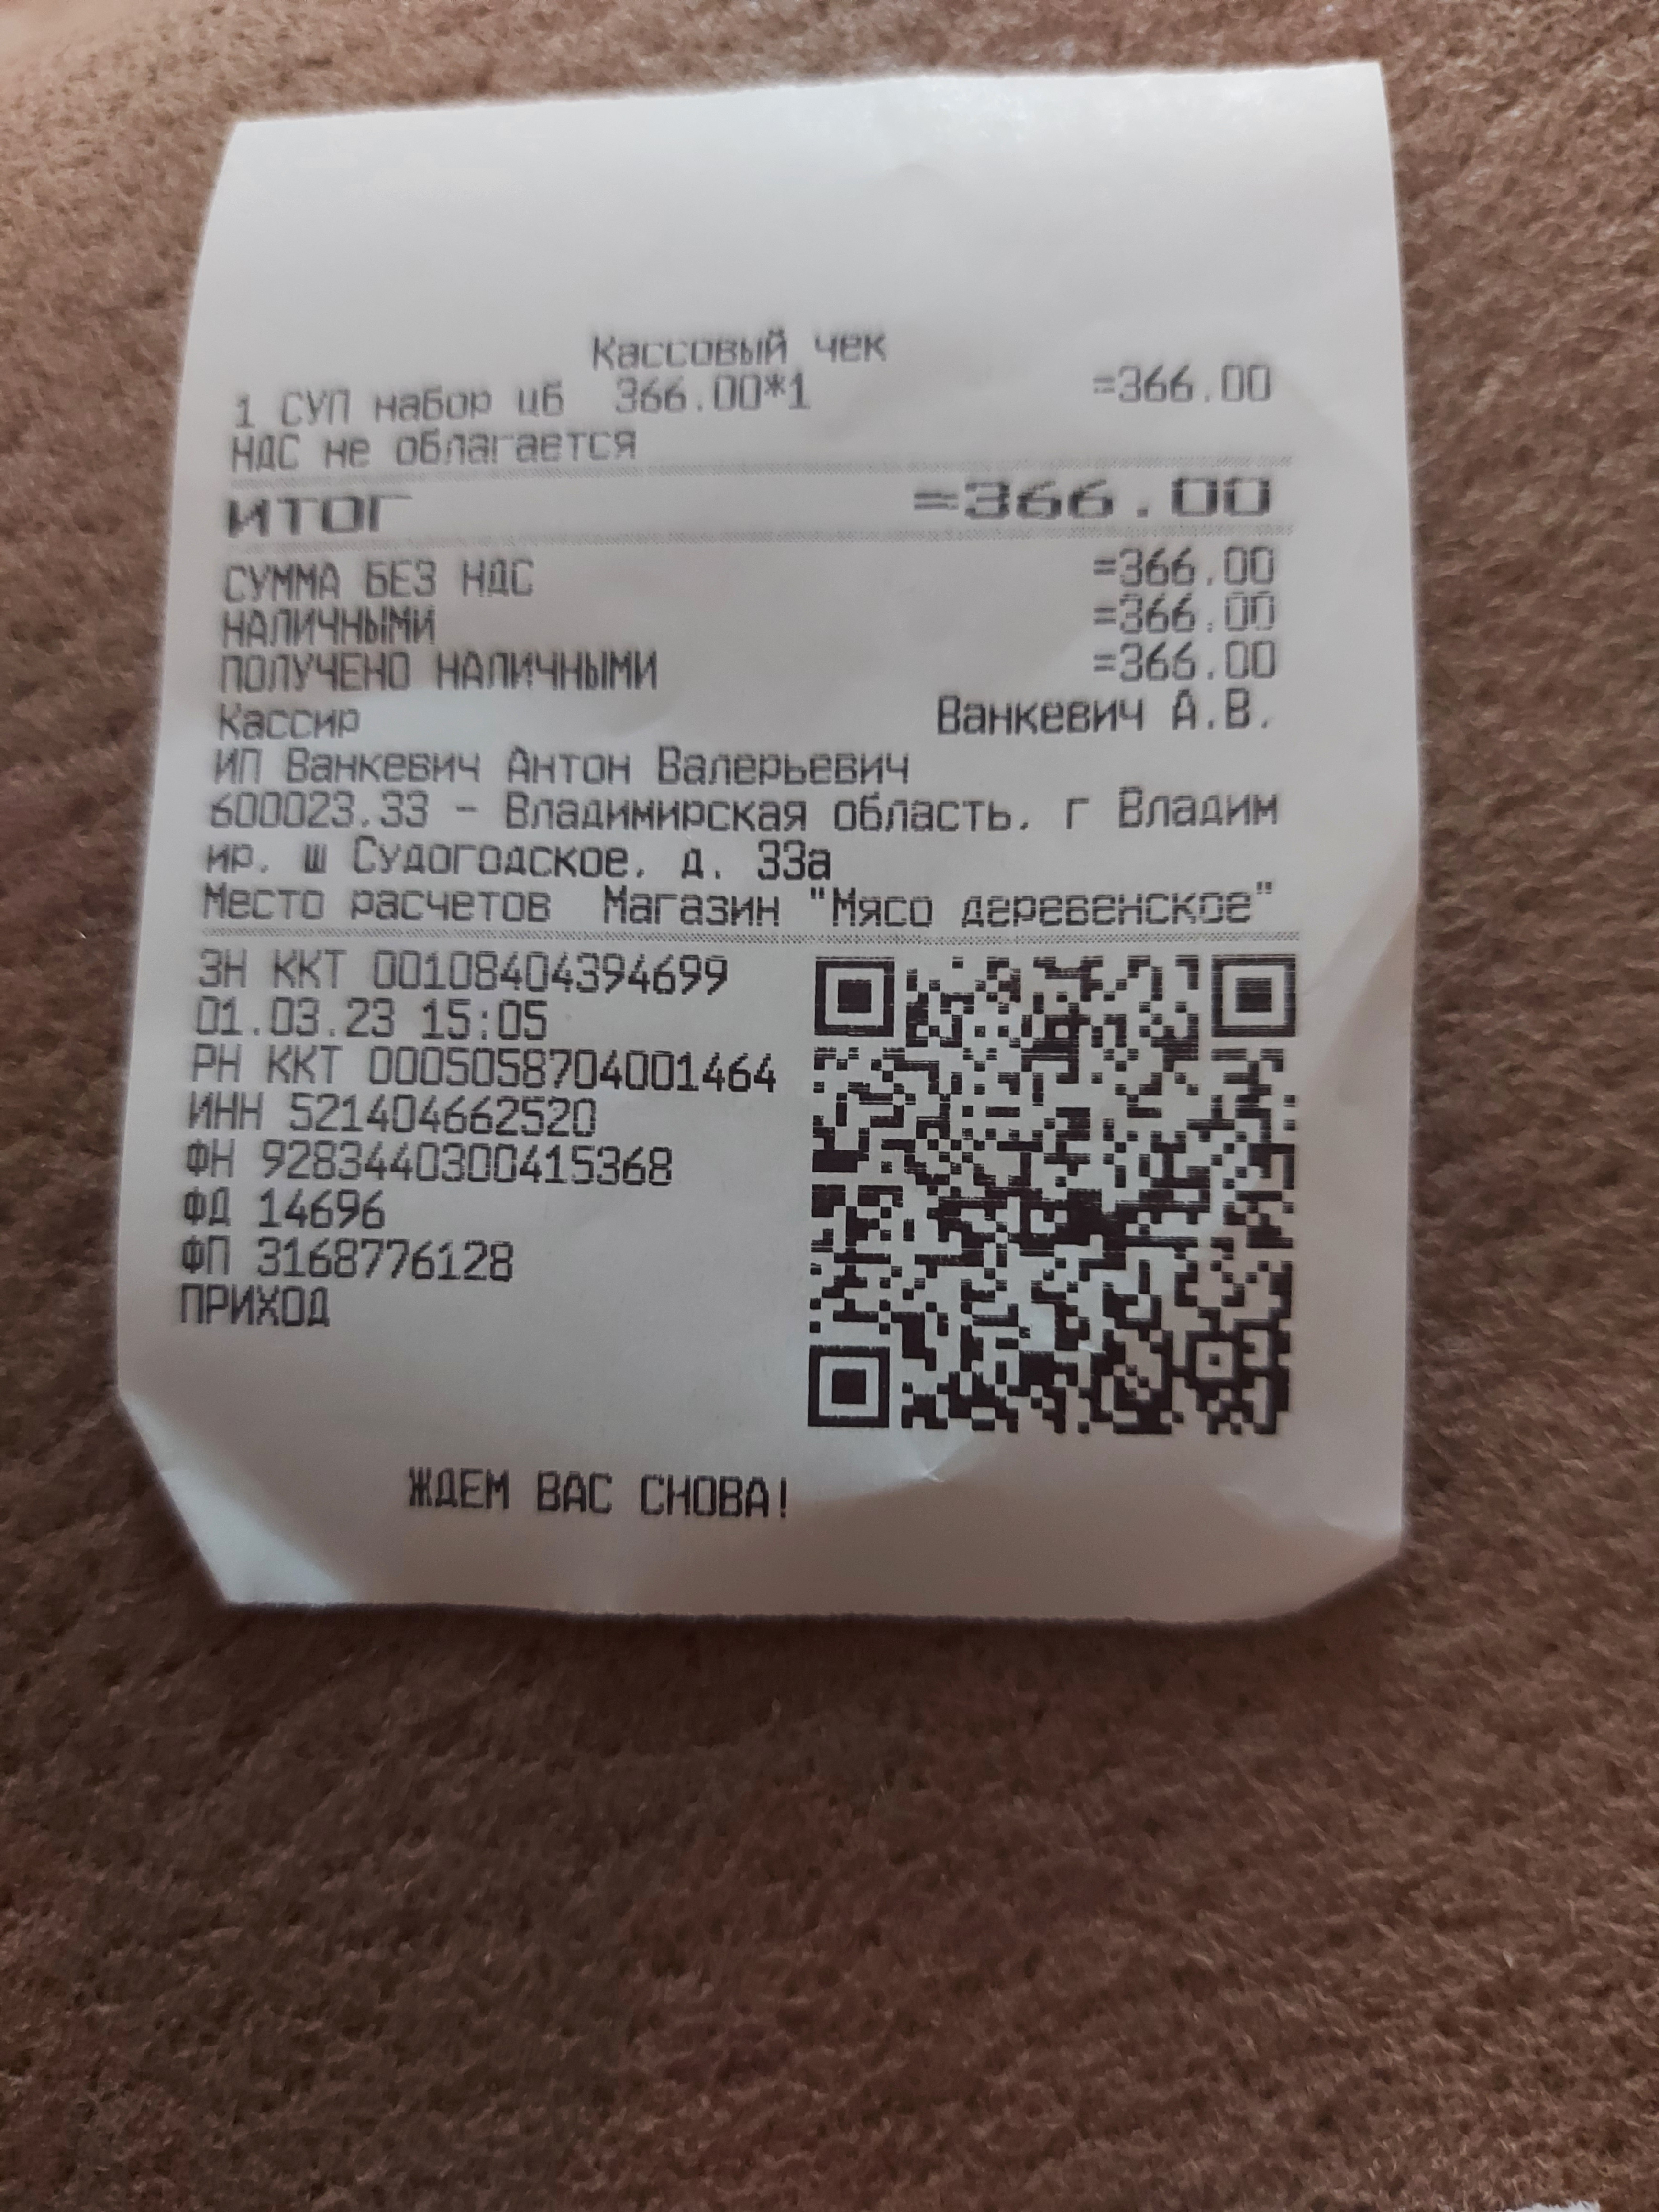 Кассовый чек
1 СУП набор цб 366.00*1 =366.00
НДС не облагается
ИТОГ =366.00
СУММА БЕЗ НДС =366.00
НАЛИЧНЫМИ =366.00
ПОЛУЧЕНО НАЛИЧНЫМИ =366.00
Кассир Ванкевич А.В.
ИП Ванкевич Антон Валерьевич
600023,33 - Владимирская область, г Владим
ир, ш Судогодское, д. 33а
Место расчетов Магазин "Мясо деревенское"
ЗН ККТ 00108404394699
01.03.23 15:05
РН ККТ 0005058704001464
ИНН 521404662520
ФН 9283440300415368
ФД 14696
ФП 3168776128
ПРИХОД
ЖДЕМ ВАС СНОВА!